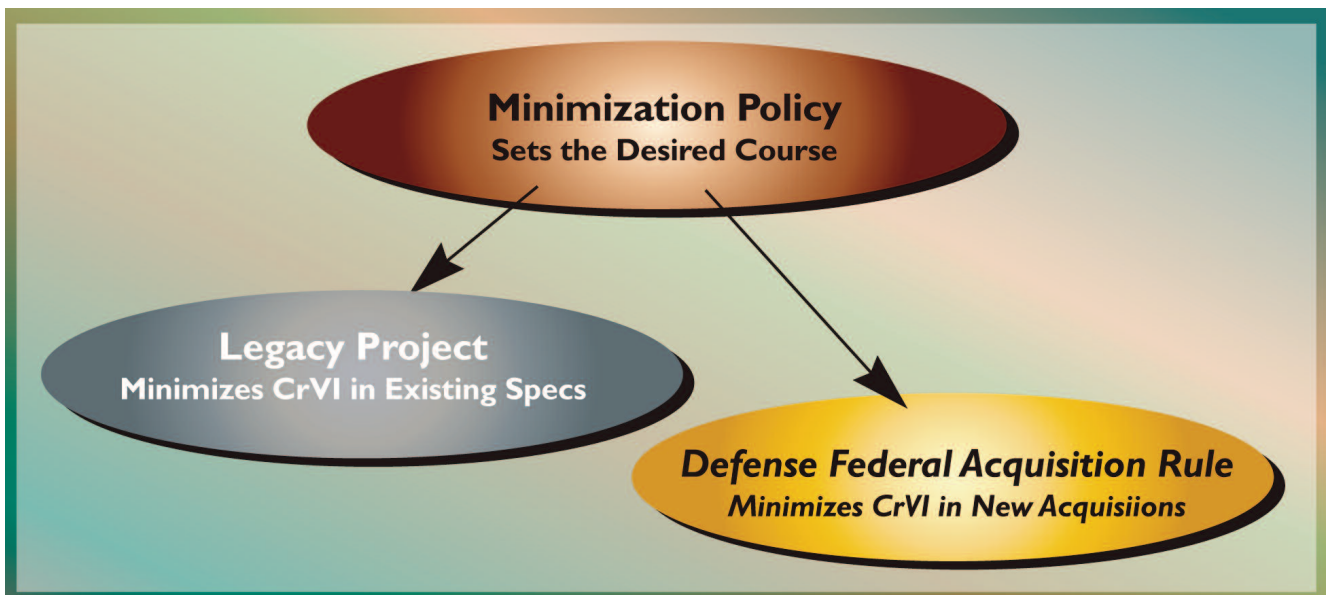 Minimization Policy
Sets the Desired Course
Legacy Project
Minimizes CrVI in Existing Specs
Defense Federal Acquisition Rule
Minimizes CrVI in New Acquisiions